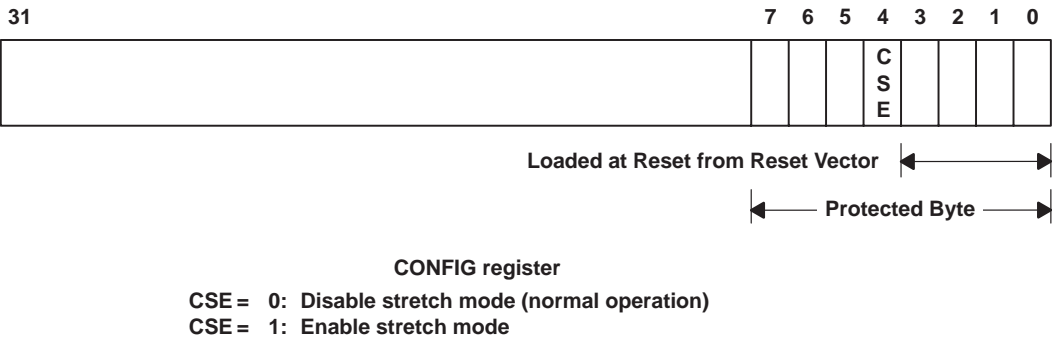 31 7 6 5 4 3 2 1 0
C
S
E
Loaded at Reset from Reset Vector
Protected Byte
CONFIG register
CSE = 0: Disable stretch mode (normal operation)
CSE = 1: Enable stretch mode